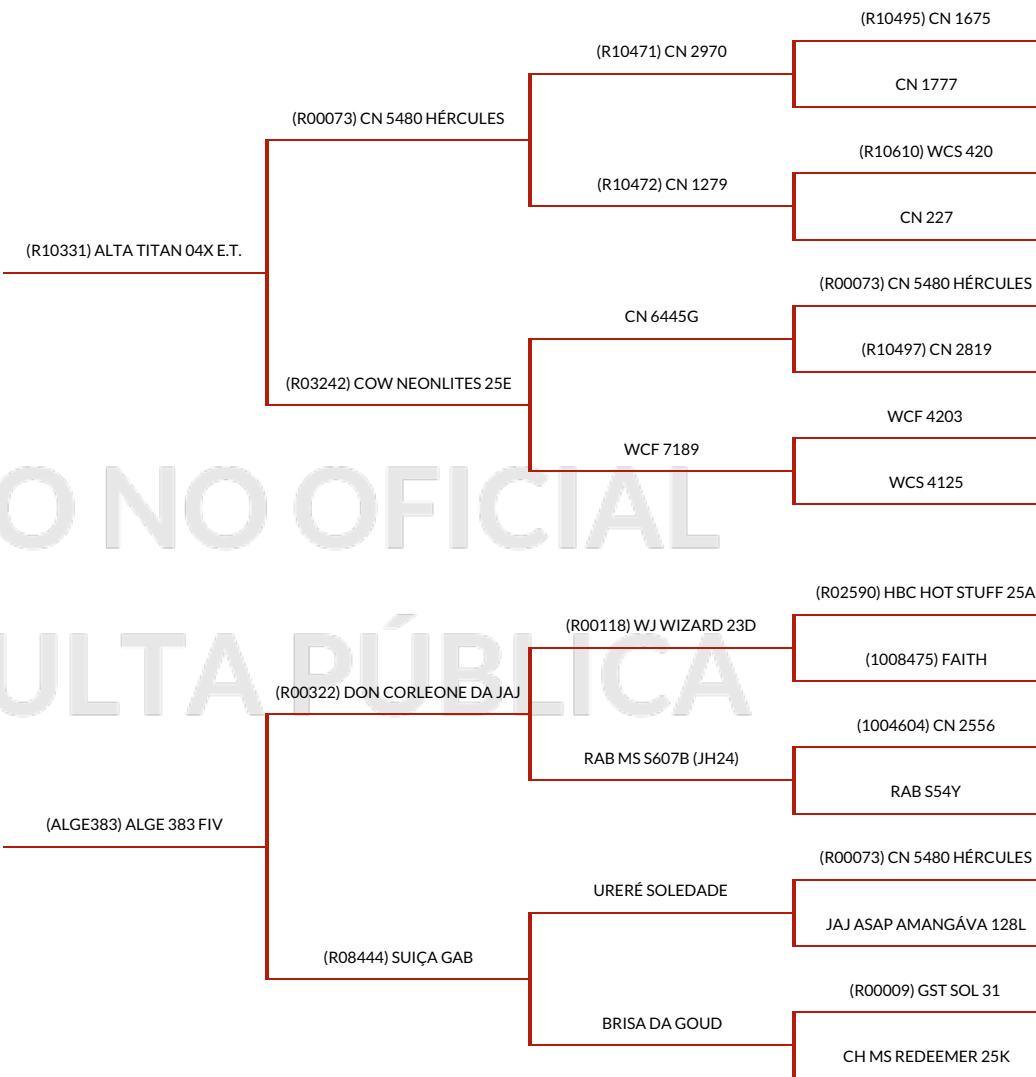 (R10495) CN 1675
(R10471) CN 2970
CN 1777
(R00073) CN 5480 HÉRCULES
(R10610) WCS 420
(R10472) CN 1279
CN 227
(R10331) ALTA TITAN 04X E.T.
(R00073) CN 5480 HÉRCULES
CN 6445G
(R10497) CN 2819
(R03242) COW NEONLITES 25E
WCF 4203
WCF 7189
WCS 4125
O NO OFICIAL
(R02590) HBC HOT STUFF 25A
(R00118) WJ WIZARD 23D
(1008475) FAITH
ULTA PÚBLICA
(R00322) DON CORLEONE DA JAJ
(1004604) CN 2556
RAB MS S607B (JH24)
RAB S54Y
(ALGE383) ALGE 383 FIV
(R00073) CN 5480 HÉRCULES
URERÉ SOLEDADE
JAJ ASAP AMANGÁVA 128L
(R08444) SUIÇA GAB
(R00009) GST SOL 31
BRISA DA GOUD
CH MS REDEEMER 25K